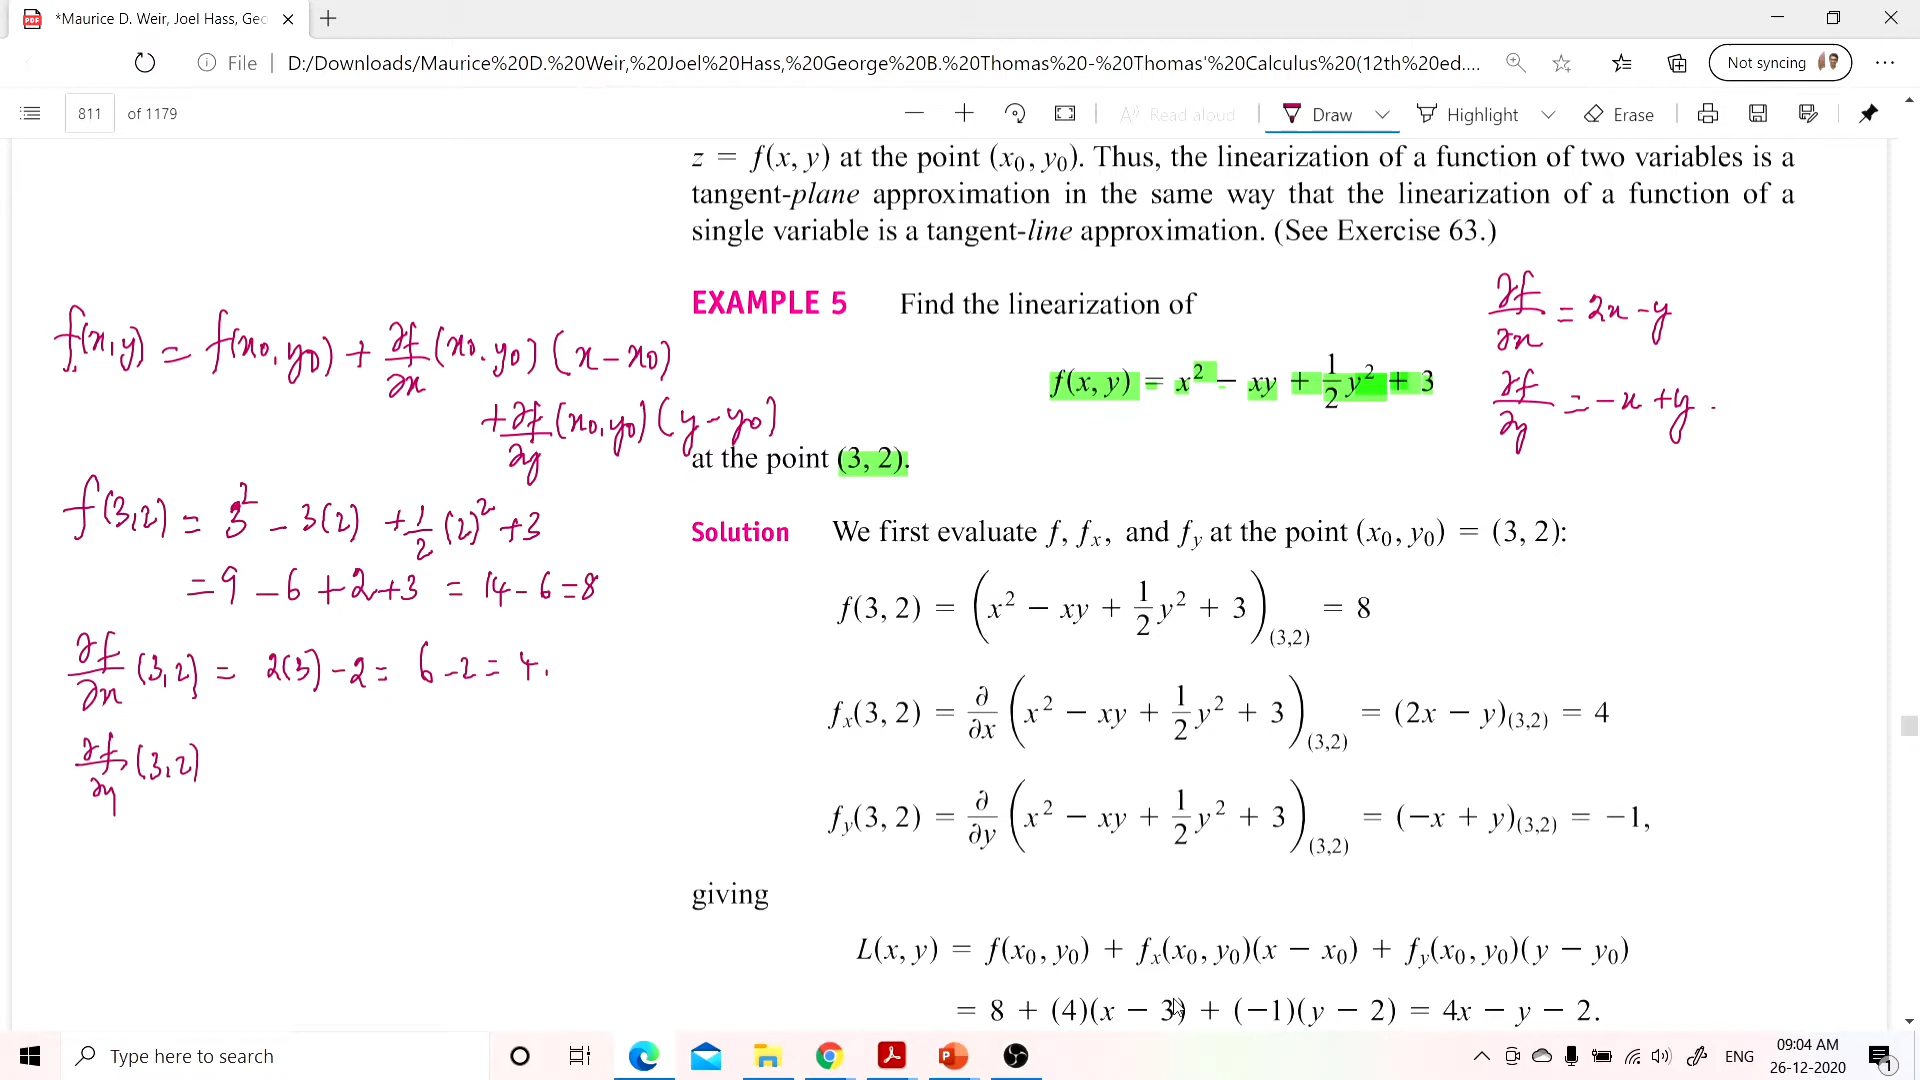 *Maurice D. Weir, Joel Hass, Geo
File D:/Downloads/Maurice%20D.%20Weir,%20Joel%20Hass,%20George%20B.%20Thomas%20-%20Thomas'%20Calculus%20(12th%20ed.... Not syncing
811 of 1179 Read aloud Draw Highlight Erase
z = f(x, y) at the point (x₀, y₀). Thus, the linearization of a function of two variables is a
tangent-plane approximation in the same way that the linearization of a function of a
single variable is a tangent-line approximation. (See Exercise 63.)
EXAMPLE 5 Find the linearization of
f(x, y) = x² − xy + 1/2 y² + 3
at the point (3, 2).
∂f/∂x = 2x − y
∂f/∂y = −x + y.
f(x,y) = f(x₀, y₀) + ∂f/∂x (x₀, y₀) (x − x₀)
+ ∂f/∂y (x₀, y₀) (y − y₀)
f(3,2) = 3² − 3(2) + 1/2 (2)² + 3
= 9 − 6 + 2 + 3 = 14 − 6 = 8
∂f/∂x (3,2) = 2(3) − 2 = 6 − 2 = 4.
∂f/∂y (3,2)
Solution We first evaluate f, fₓ, and f_y at the point (x₀, y₀) = (3, 2):
f(3, 2) = (x² − xy + 1/2 y² + 3)_(3,2) = 8
fₓ(3, 2) = ∂/∂x (x² − xy + 1/2 y² + 3)_(3,2) = (2x − y)_(3,2) = 4
f_y(3, 2) = ∂/∂y (x² − xy + 1/2 y² + 3)_(3,2) = (−x + y)_(3,2) = −1,
giving
L(x, y) = f(x₀, y₀) + fₓ(x₀, y₀)(x − x₀) + f_y(x₀, y₀)(y − y₀)
= 8 + (4)(x − 3) + (−1)(y − 2) = 4x − y − 2.
Type here to search
ENG
09:04 AM
26-12-2020
1